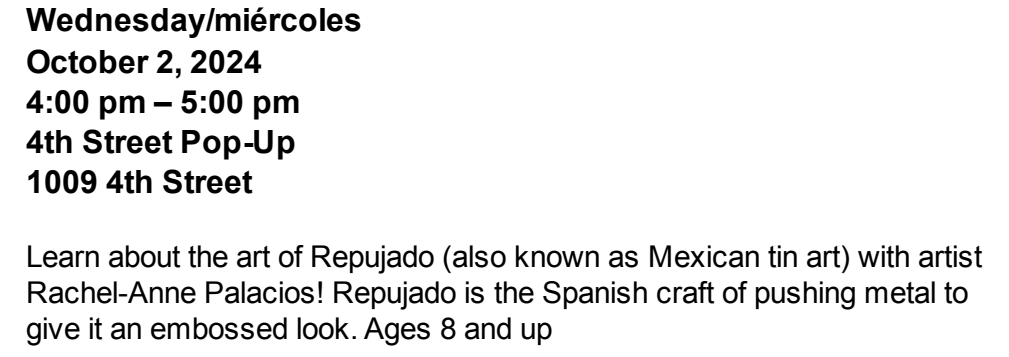 Wednesday/miércoles
October 2, 2024
4:00 pm – 5:00 pm
4th Street Pop-Up
1009 4th Street
Learn about the art of Repujado (also known as Mexican tin art) with artist
Rachel-Anne Palacios! Repujado is the Spanish craft of pushing metal to
give it an embossed look. Ages 8 and up